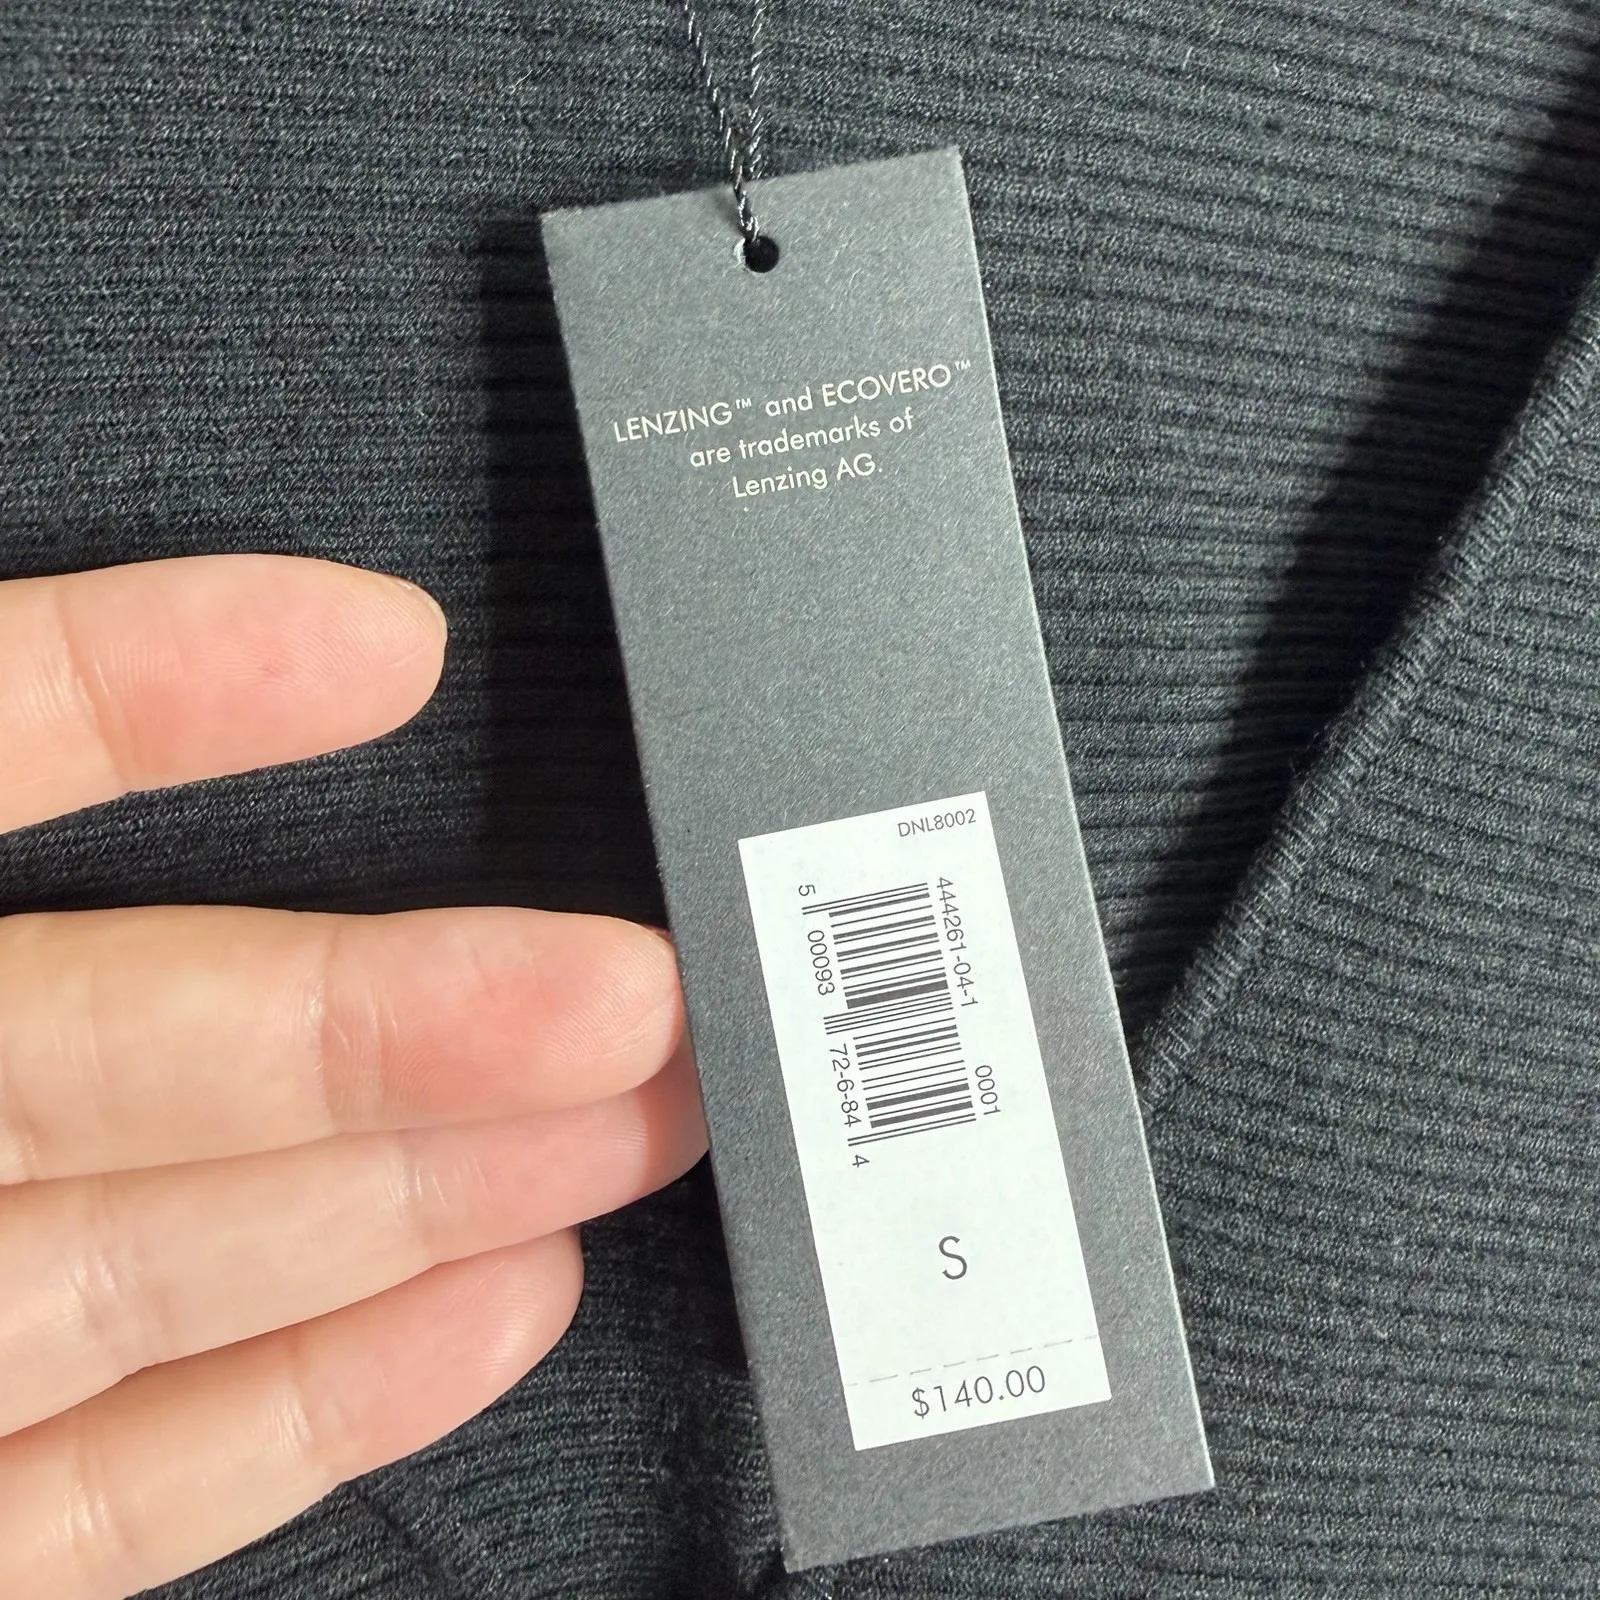 LENZING™ and ECOVERO™
are trademarks of
Lenzing AG.
DNL8002
444261-04-1 0001
5 00093 72-6-84 4
S
$140.00